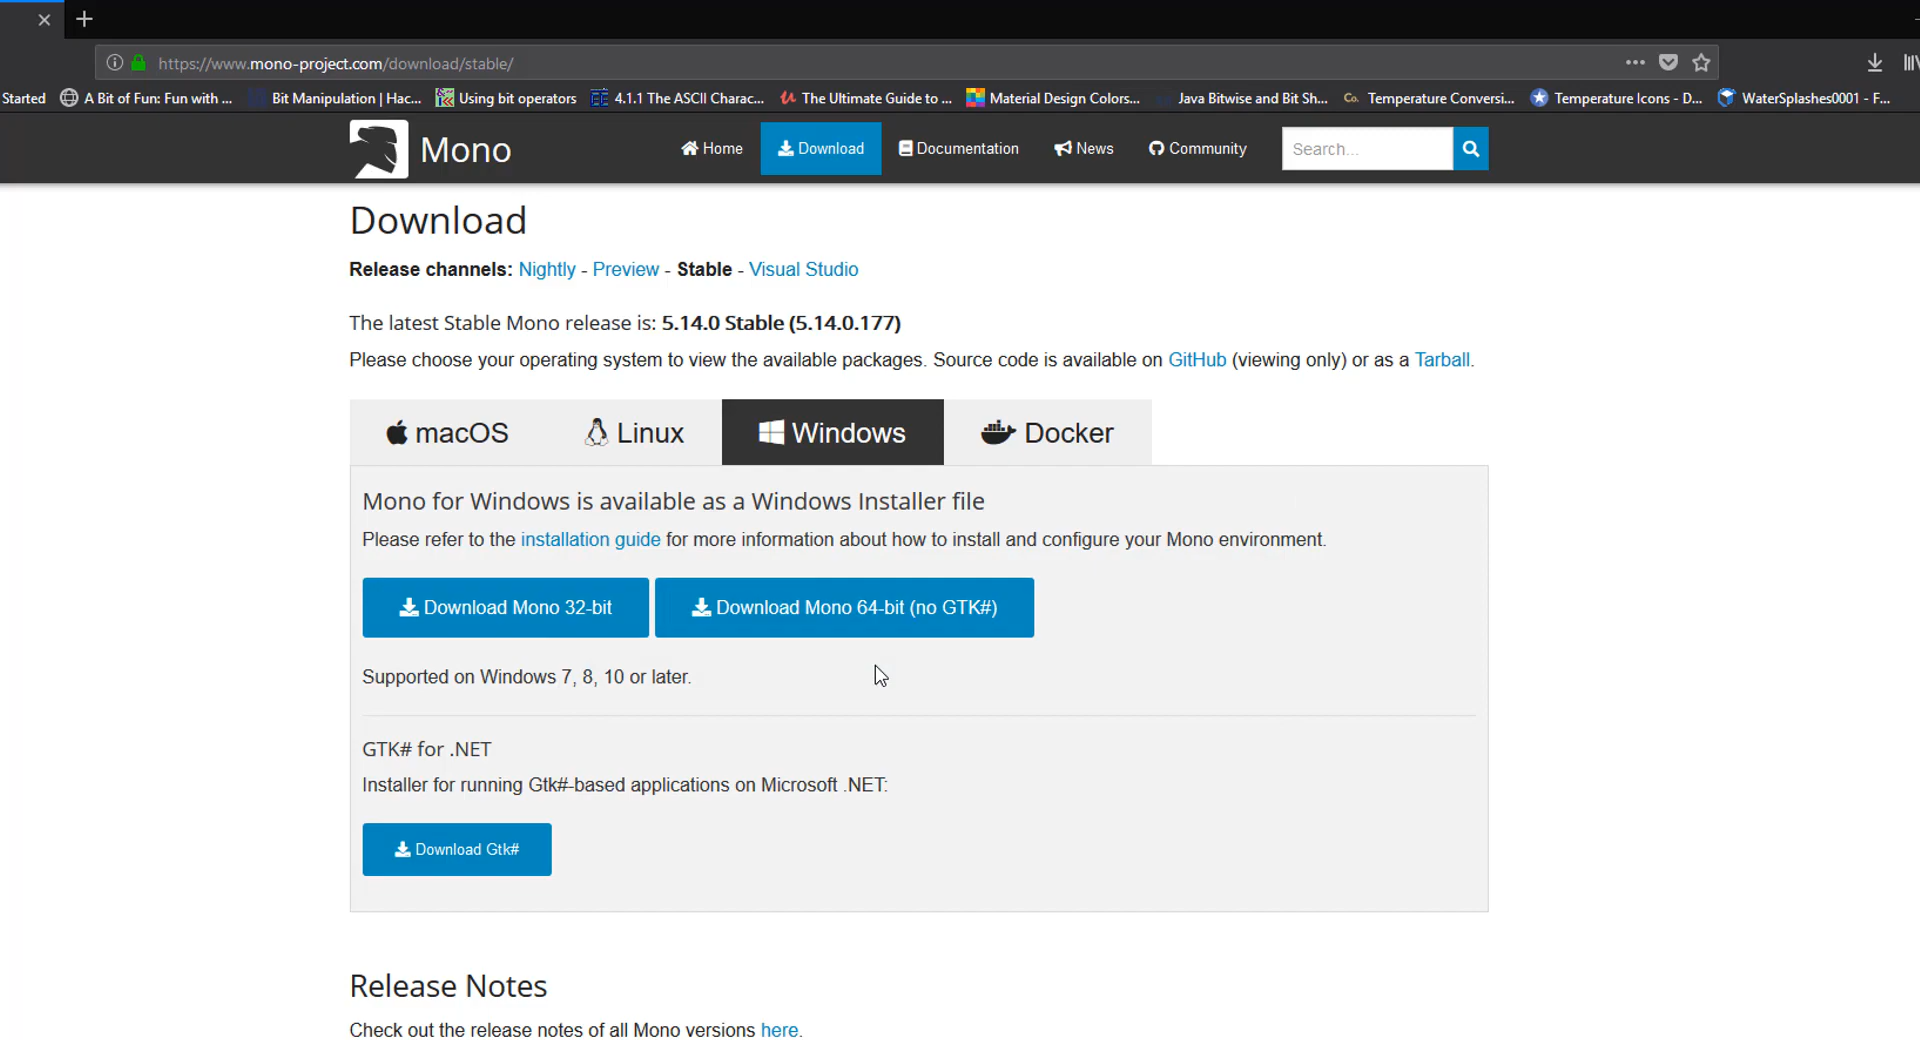 https://www.mono-project.com/download/stable/
Started A Bit of Fun: Fun with ... Bit Manipulation | Hac... Using bit operators 4.1.1 The ASCII Charac... The Ultimate Guide to ... Material Design Colors... Java Bitwise and Bit Sh... Co. Temperature Conversi... Temperature Icons - D... WaterSplashes0001 - F...
Mono Home Download Documentation News Community Search...
Download
Release channels: Nightly - Preview - Stable - Visual Studio
The latest Stable Mono release is: 5.14.0 Stable (5.14.0.177)
Please choose your operating system to view the available packages. Source code is available on GitHub (viewing only) or as a Tarball.
macOS Linux Windows Docker
Mono for Windows is available as a Windows Installer file
Please refer to the installation guide for more information about how to install and configure your Mono environment.
Download Mono 32-bit Download Mono 64-bit (no GTK#)
Supported on Windows 7, 8, 10 or later.
GTK# for .NET
Installer for running Gtk#-based applications on Microsoft .NET:
Download Gtk#
Release Notes
Check out the release notes of all Mono versions here.